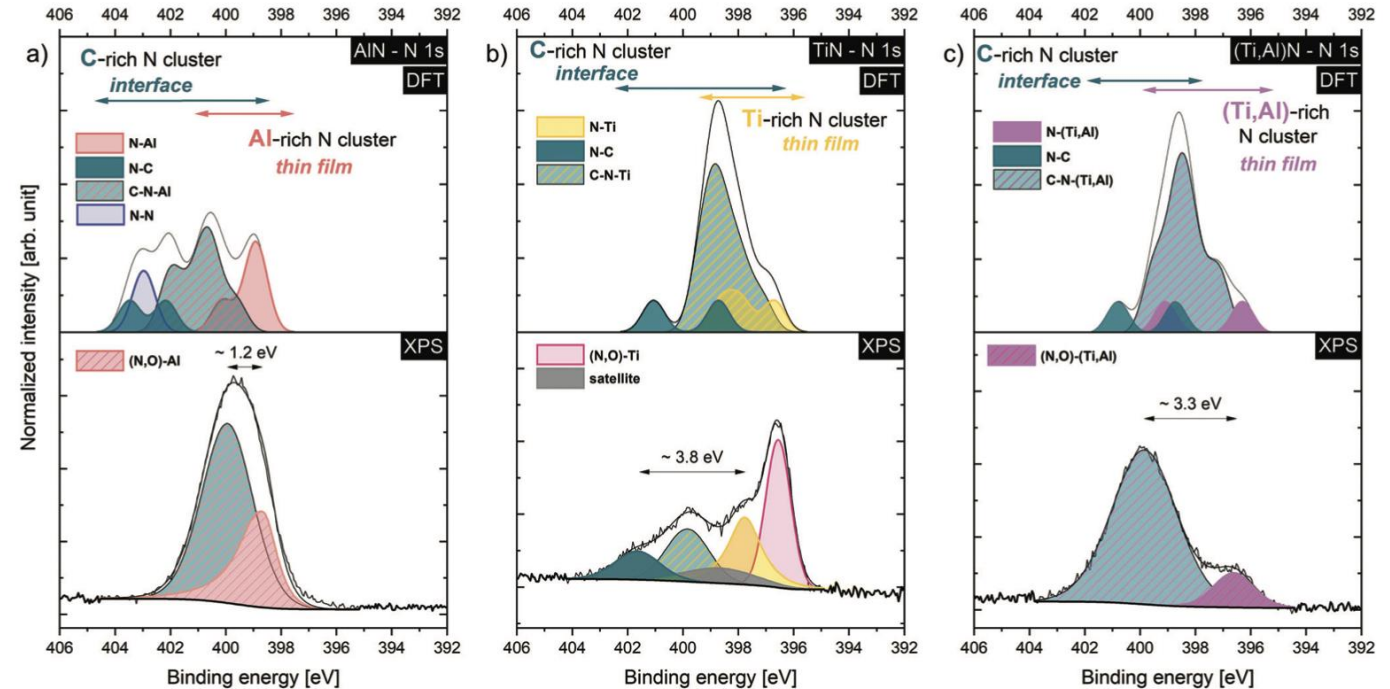 406 404 402 400 398 396 394 392
a)
AlN - N 1s
DFT
C-rich N cluster
interface
Al-rich N cluster
thin film
N-Al
N-C
C-N-Al
N-N
XPS
(N,O)-Al
~ 1.2 eV
Normalized intensity [arb. unit]
406 404 402 400 398 396 394 392
Binding energy [eV]
406 404 402 400 398 396 394 392
b)
TiN - N 1s
DFT
C-rich N cluster
interface
Ti-rich N cluster
thin film
N-Ti
N-C
C-N-Ti
XPS
(N,O)-Ti
satellite
~ 3.8 eV
406 404 402 400 398 396 394 392
Binding energy [eV]
406 404 402 400 398 396 394 392
c)
(Ti,Al)N - N 1s
DFT
C-rich N cluster
interface
(Ti,Al)-rich
N cluster
thin film
N-(Ti,Al)
N-C
C-N-(Ti,Al)
XPS
(N,O)-(Ti,Al)
~ 3.3 eV
406 404 402 400 398 396 394 392
Binding energy [eV]